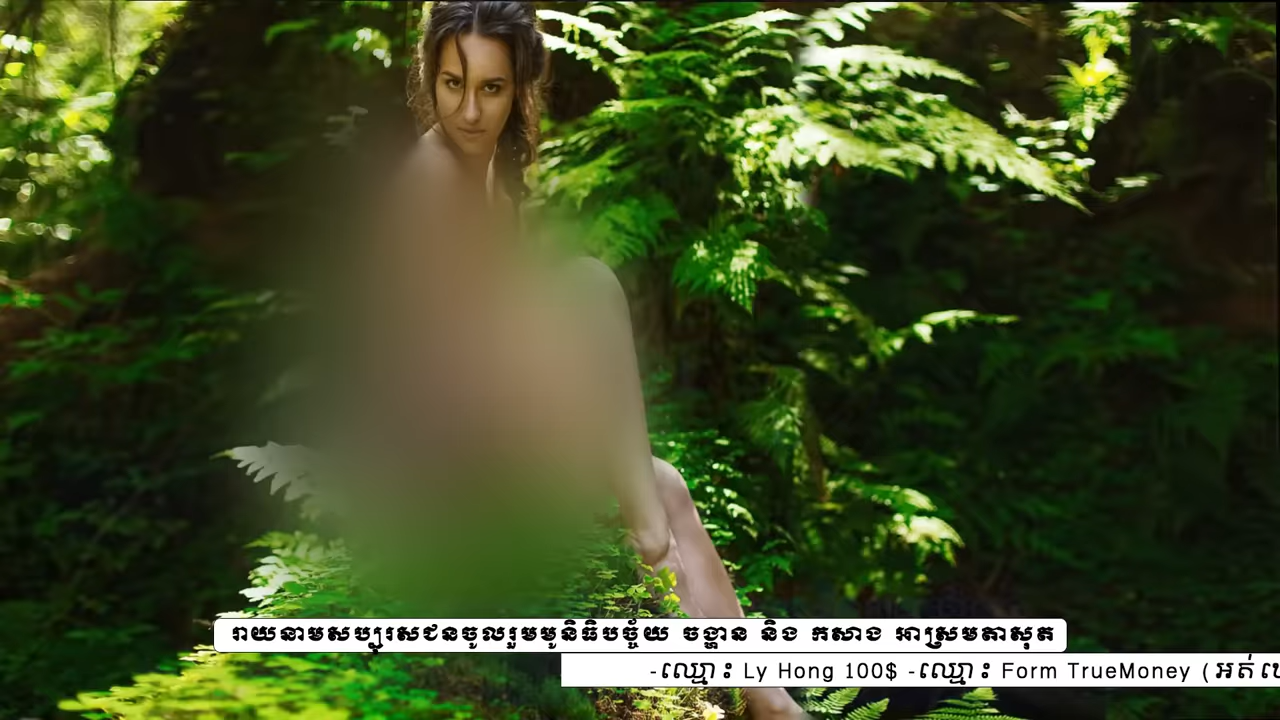 រាយនាមសប្បុរសជនចូលរួមមូនិធិបច្ច័យ ចង្ហាន និង កសាង អាស្រមតាសុត
-ឈ្មោះ Ly Hong 100$ -ឈ្មោះ Form TrueMoney (អត់